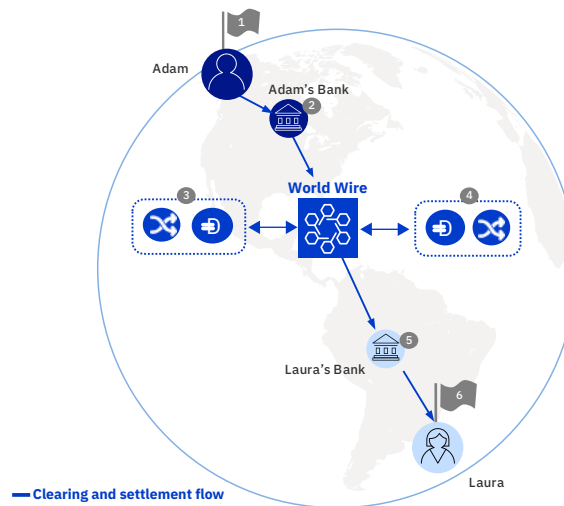 1
Adam
Adam's Bank
2
World Wire
3
4
5
Laura's Bank
6
Laura
Clearing and settlement flow